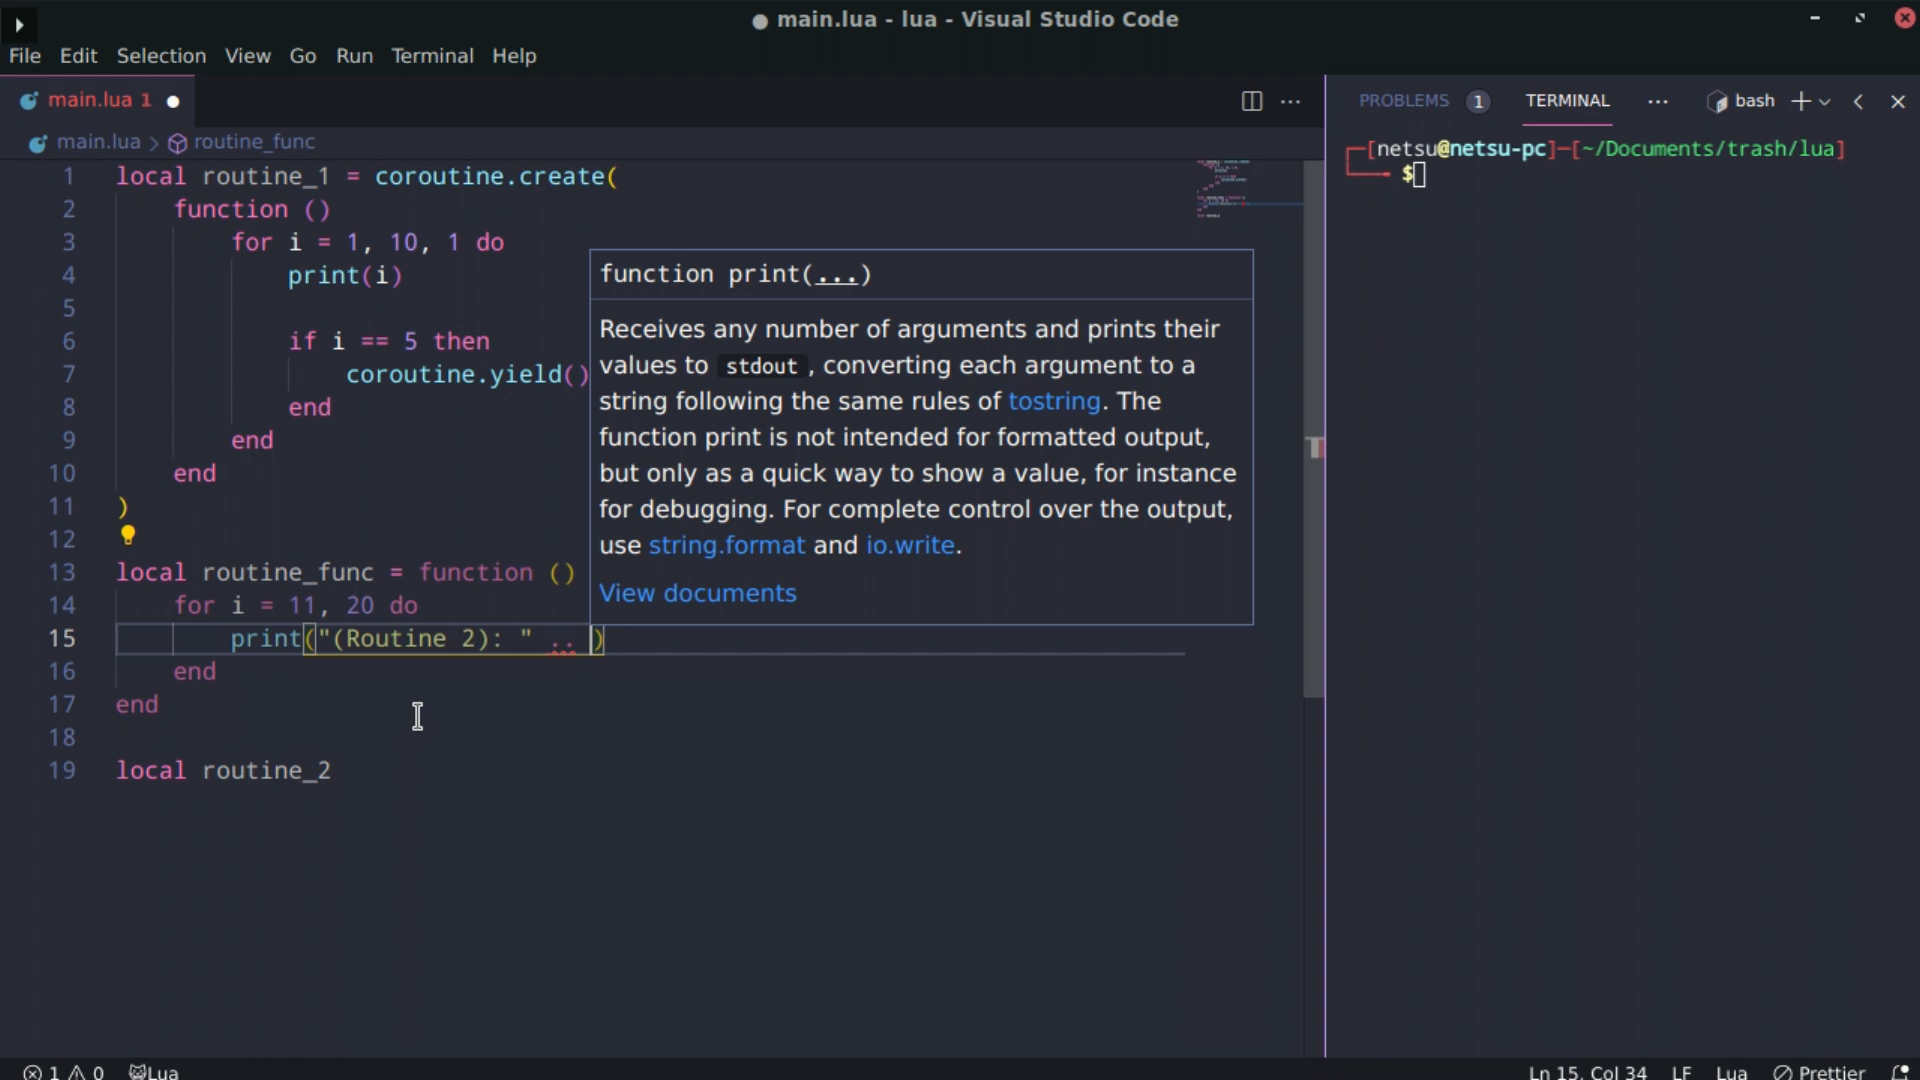 ● main.lua - lua - Visual Studio Code
File Edit Selection View Go Run Terminal Help
main.lua 1 ●
main.lua > routine_func
1 local routine_1 = coroutine.create(
2 function ()
3 for i = 1, 10, 1 do
4 print(i)
5
6 if i == 5 then
7 coroutine.yield()
8 end
9 end
10 end
11 )
12
13 local routine_func = function ()
14 for i = 11, 20 do
15 print("(Routine 2): " .. )
16 end
17 end
18
19 local routine_2
function print(...)
Receives any number of arguments and prints their
values to stdout , converting each argument to a
string following the same rules of tostring. The
function print is not intended for formatted output,
but only as a quick way to show a value, for instance
for debugging. For complete control over the output,
use string.format and io.write.
View documents
PROBLEMS 1 TERMINAL ··· bash
[netsu@netsu-pc]-[~/Documents/trash/lua]
$
1 0 Lua
Ln 15, Col 34 LF Lua Prettier